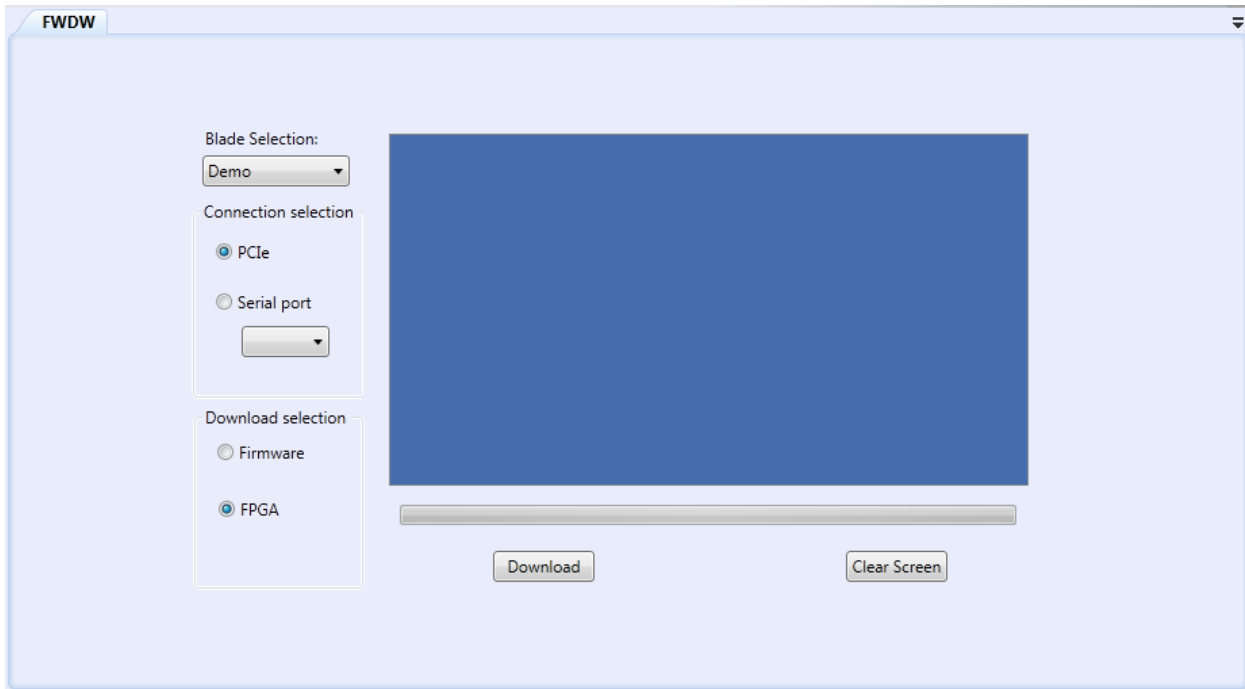 FWDW
Blade Selection:
Demo
Connection selection
PCIe
Serial port
Download selection
Firmware
FPGA
Download
Clear Screen